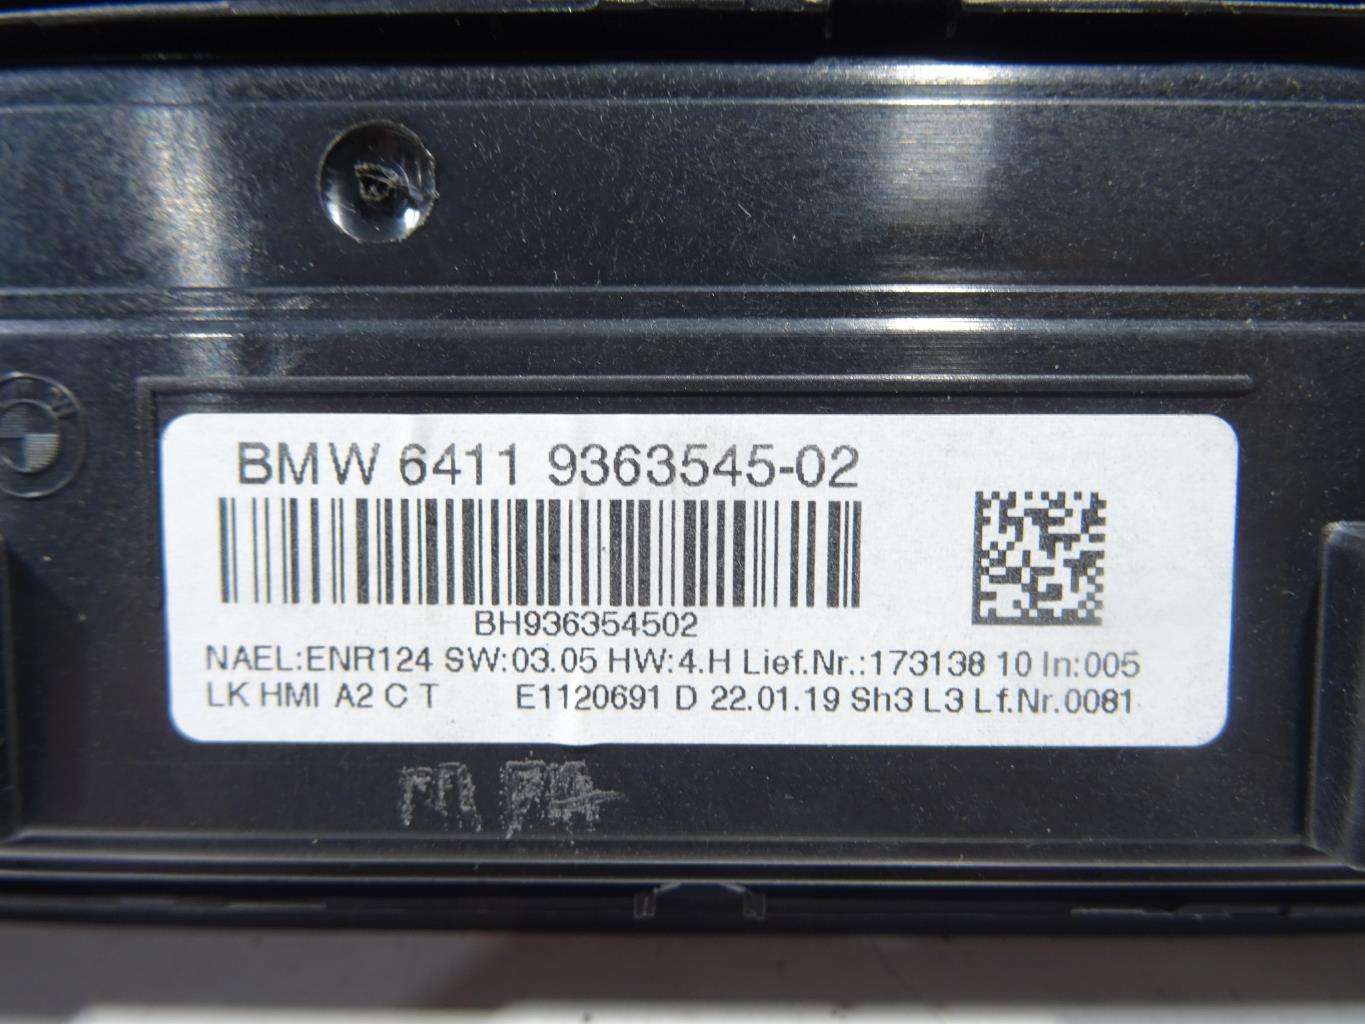 BMW 6411 9363545-02
BH936354502
NAEL:ENR124 SW:03.05 HW:4.H Lief.Nr.:173138 10 In:005
LK HMI A2 C T E1120691 D 22.01.19 Sh3 L3 Lf.Nr.0081